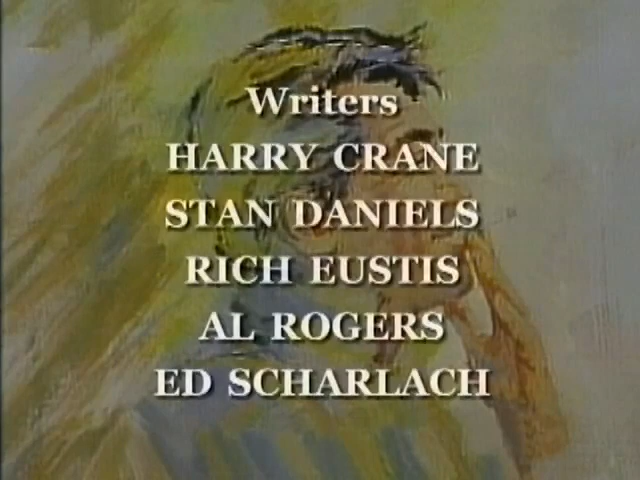 Writers
HARRY CRANE
STAN DANIELS
RICH EUSTIS
AL ROGERS
ED SCHARLACH